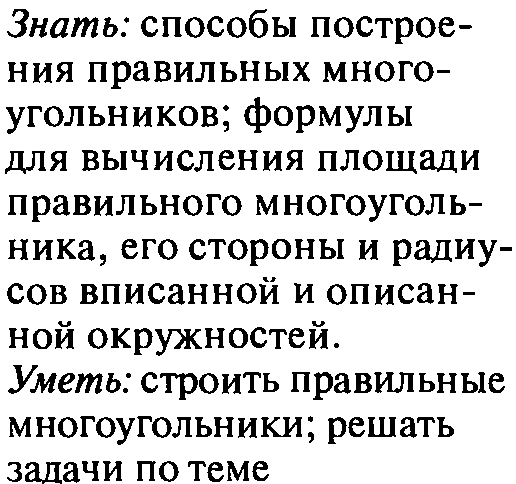 Знать: способы построе-
ния правильных много-
угольников; формулы
для вычисления площади
правильного многоуголь-
ника, его стороны и радиу-
сов вписанной и описан-
ной окружностей.
Уметь: строить правильные
многоугольники; решать
задачи по теме